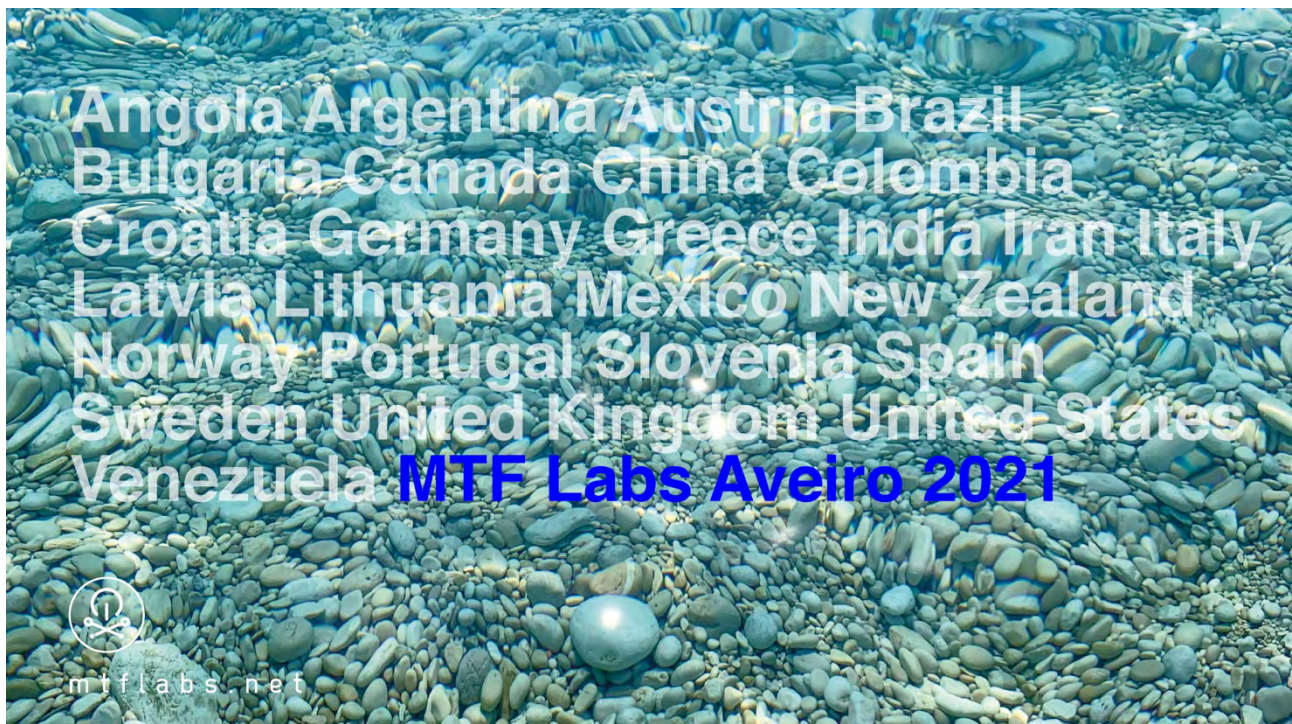 Angola Argentina Austria Brazil
Bulgaria Canada China Colombia
Croatia Germany Greece India Iran Italy
Latvia Lithuania Mexico New Zealand
Norway Portugal Slovenia Spain
Sweden United Kingdom United States
Venezuela MTF Labs Aveiro 2021
mtflabs.net